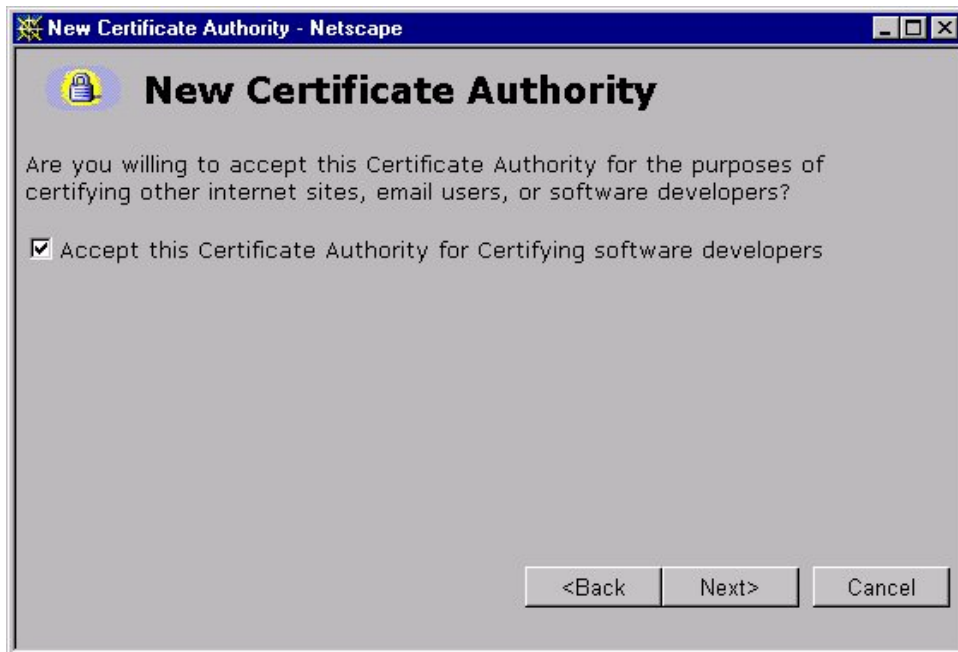 New Certificate Authority - Netscape
New Certificate Authority
Are you willing to accept this Certificate Authority for the purposes of
certifying other internet sites, email users, or software developers?
Accept this Certificate Authority for Certifying software developers
<Back Next> Cancel